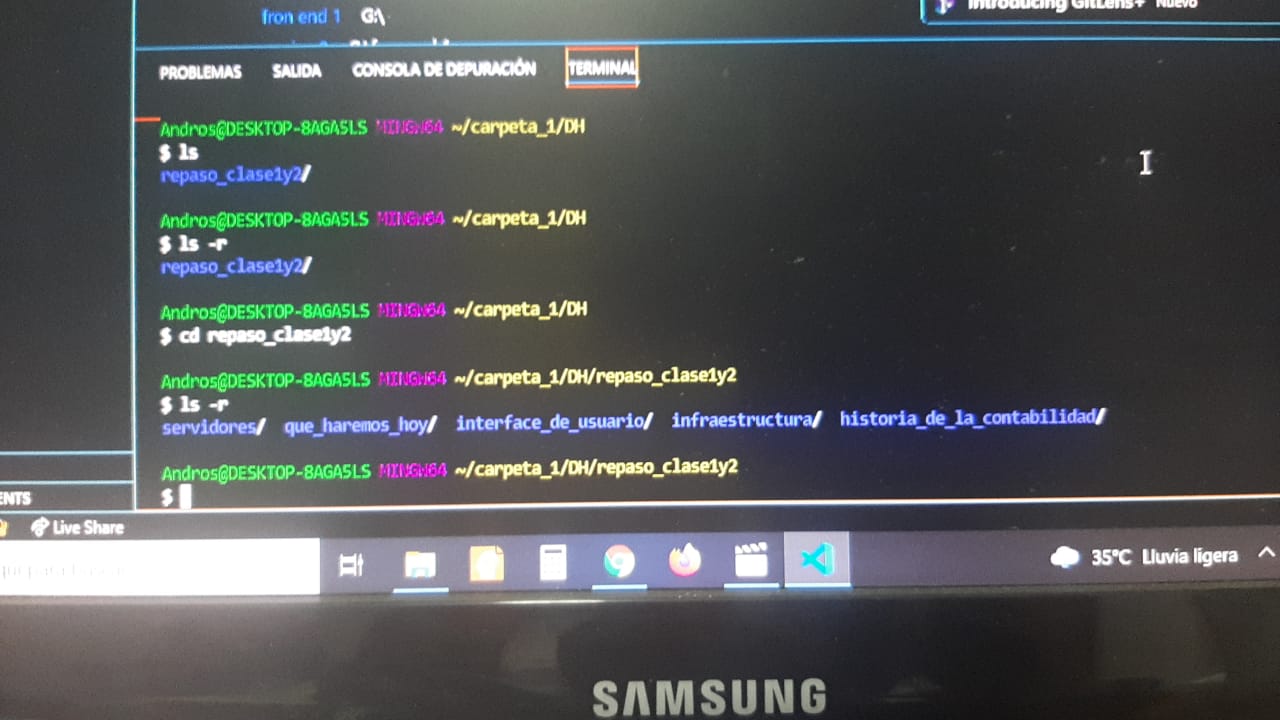 fron end 1 G:\
Introducing GitLens+ Nuevo
PROBLEMAS SALIDA CONSOLA DE DEPURACIÓN TERMINAL
Andros@DESKTOP-8AGA5LS MINGW64 ~/carpeta_1/DH
$ ls
repaso_clase1y2/
Andros@DESKTOP-8AGA5LS MINGW64 ~/carpeta_1/DH
$ ls -r
repaso_clase1y2/
Andros@DESKTOP-8AGA5LS MINGW64 ~/carpeta_1/DH
$ cd repaso_clase1y2
Andros@DESKTOP-8AGA5LS MINGW64 ~/carpeta_1/DH/repaso_clase1y2
$ ls -r
servidores/ que_haremos_hoy/ interface_de_usuario/ infraestructura/ historia_de_la_contabilidad/
Andros@DESKTOP-8AGA5LS MINGW64 ~/carpeta_1/DH/repaso_clase1y2
$
ENTS
Live Share
35°C Lluvia ligera
SAMSUNG